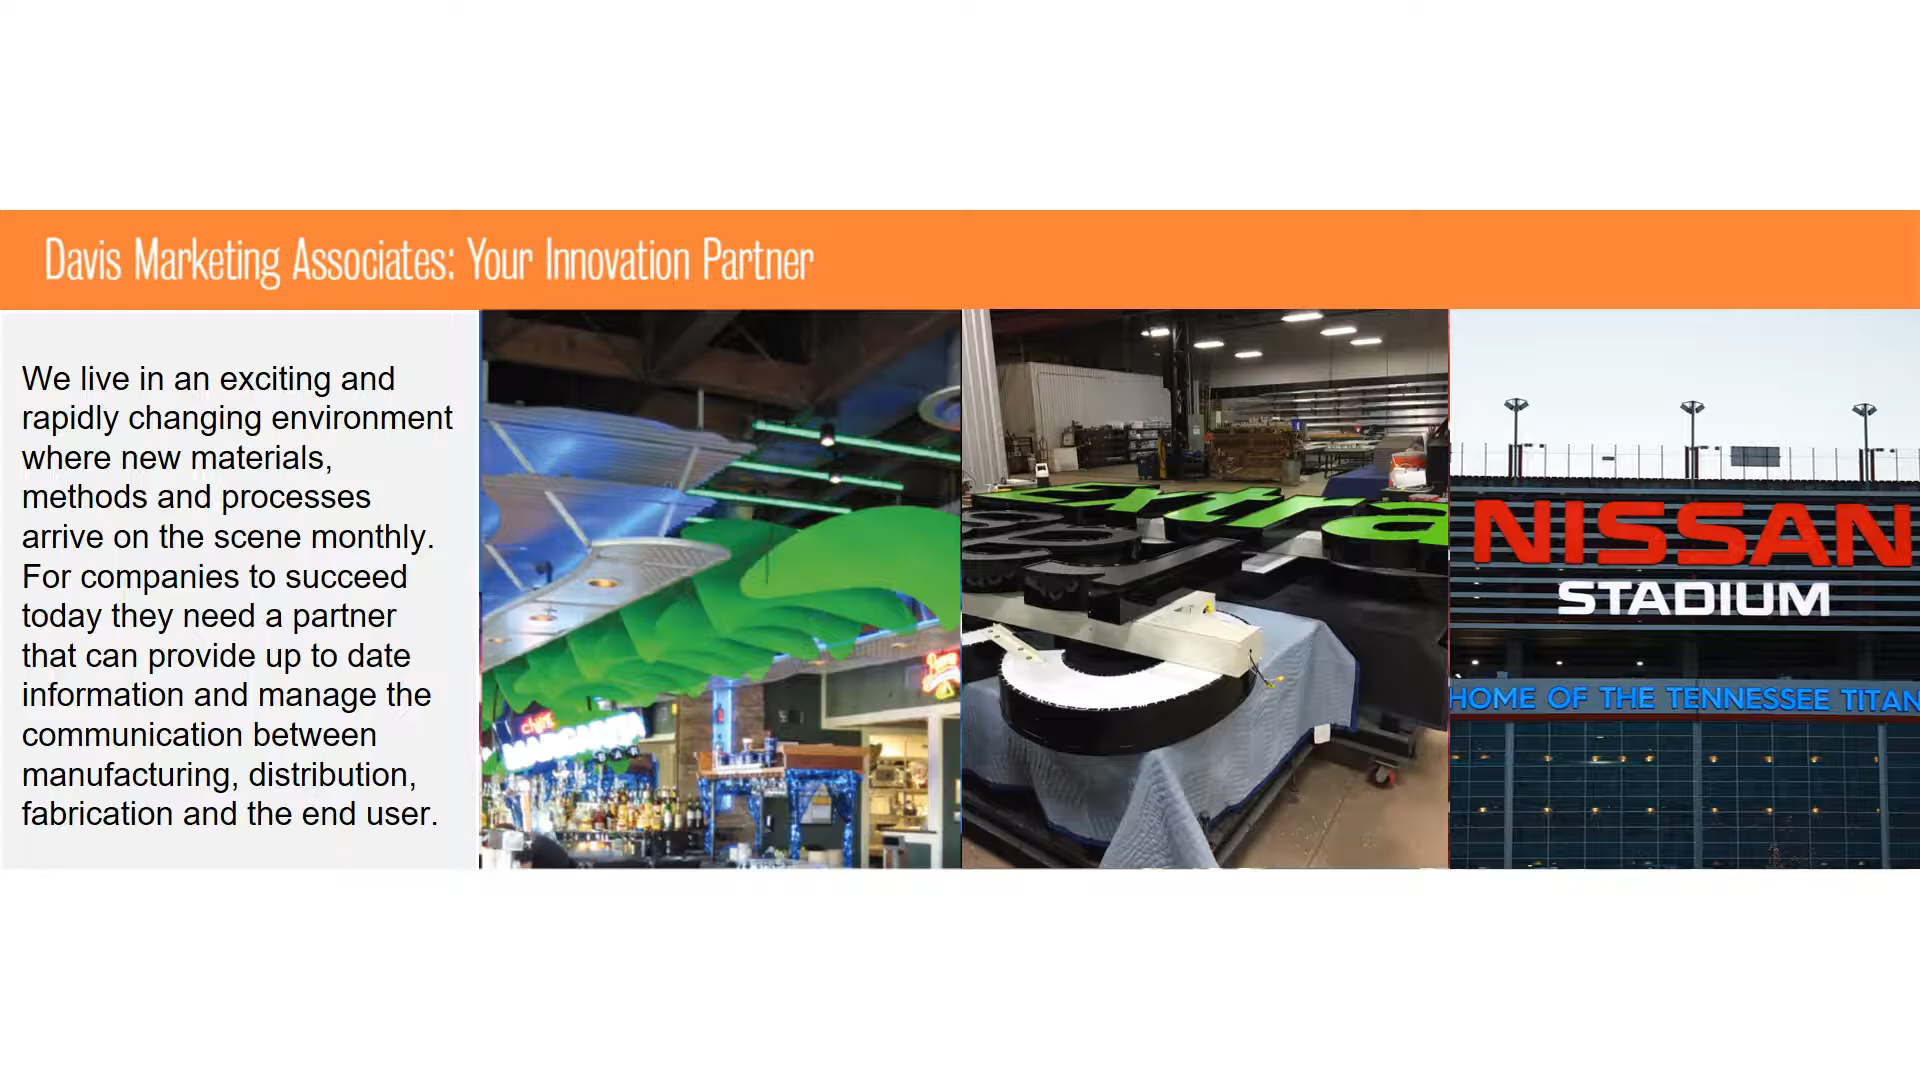 Davis Marketing Associates: Your Innovation Partner
We live in an exciting and
rapidly changing environment
where new materials,
methods and processes
arrive on the scene monthly.
For companies to succeed
today they need a partner
that can provide up to date
information and manage the
communication between
manufacturing, distribution,
fabrication and the end user.
MARGARITA
BAR
Extra
NISSAN
STADIUM
HOME OF THE TENNESSEE TITAN